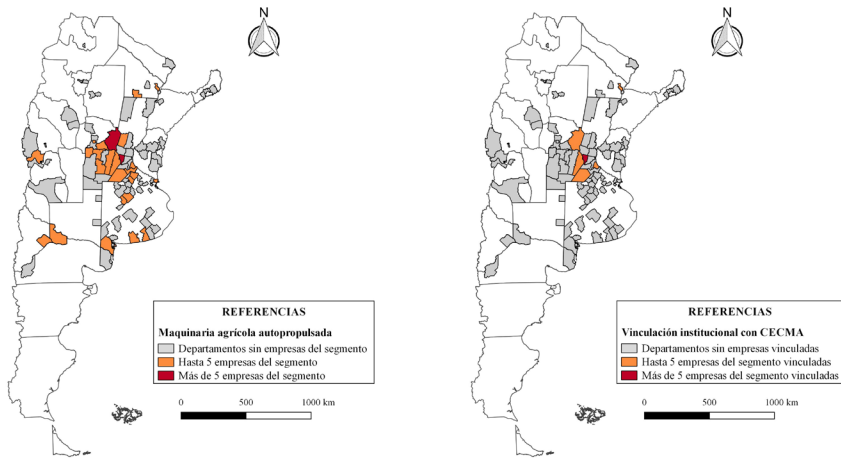 N
REFERENCIAS
Maquinaria agrícola autopropulsada
Departamentos sin empresas del segmento
Hasta 5 empresas del segmento
Más de 5 empresas del segmento
0 500 1000 km
N
REFERENCIAS
Vinculación institucional con CECMA
Departamentos sin empresas vinculadas
Hasta 5 empresas del segmento vinculadas
Más de 5 empresas del segmento vinculadas
0 500 1000 km